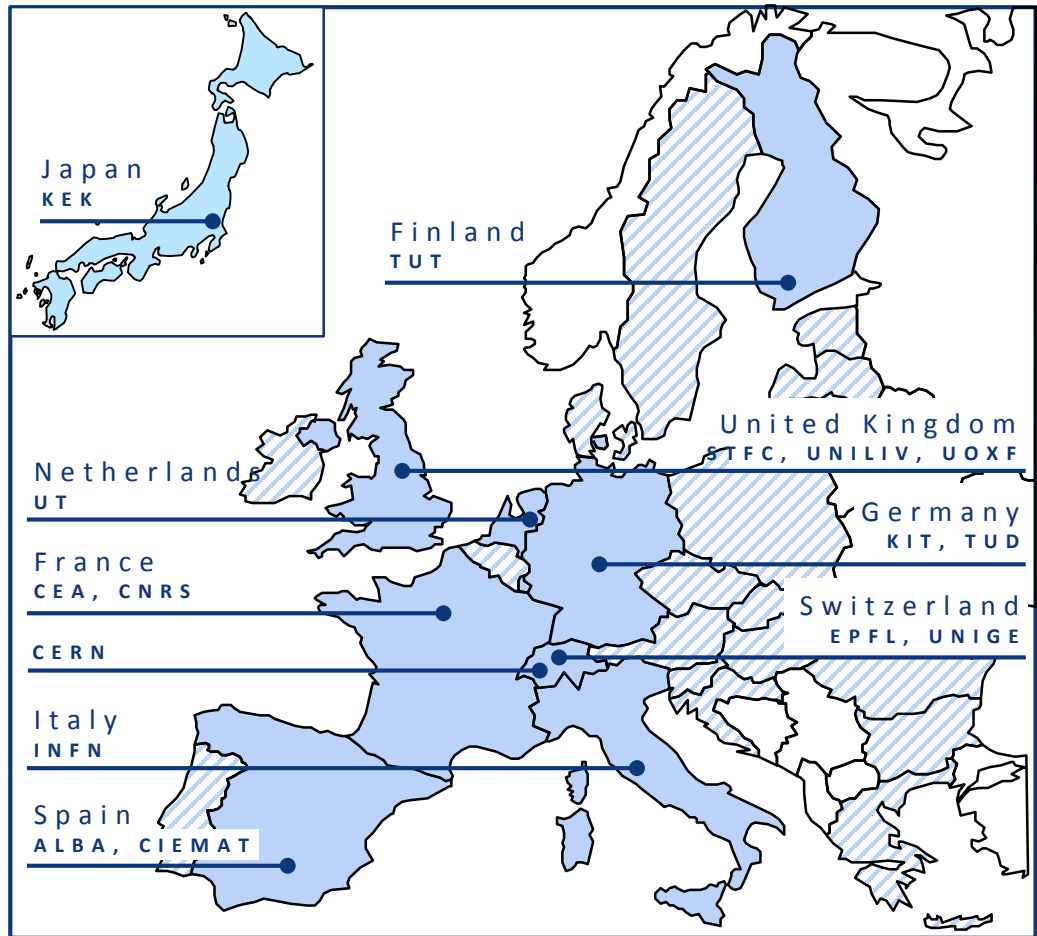 Japan
KEK
Finland
TUT
United Kingdom
STFC, UNILIV, UOXF
Netherlands
UT
Germany
KIT, TUD
France
CEA, CNRS
Switzerland
EPFL, UNIGE
CERN
Italy
INFN
Spain
ALBA, CIEMAT